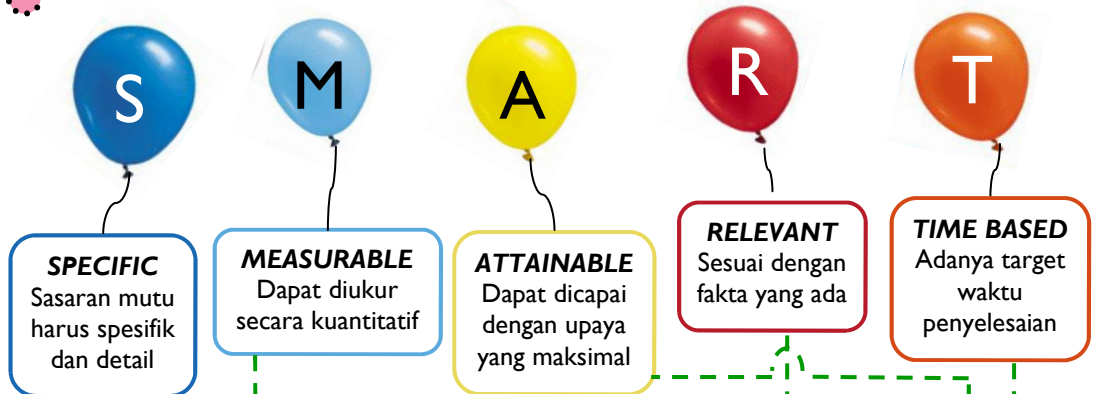 S
M
A
R
T
SPECIFIC
Sasaran mutu
harus spesifik
dan detail
MEASURABLE
Dapat diukur
secara kuantitatif
ATTAINABLE
Dapat dicapai
dengan upaya
yang maksimal
RELEVANT
Sesuai dengan
fakta yang ada
TIME BASED
Adanya target
waktu
penyelesaian